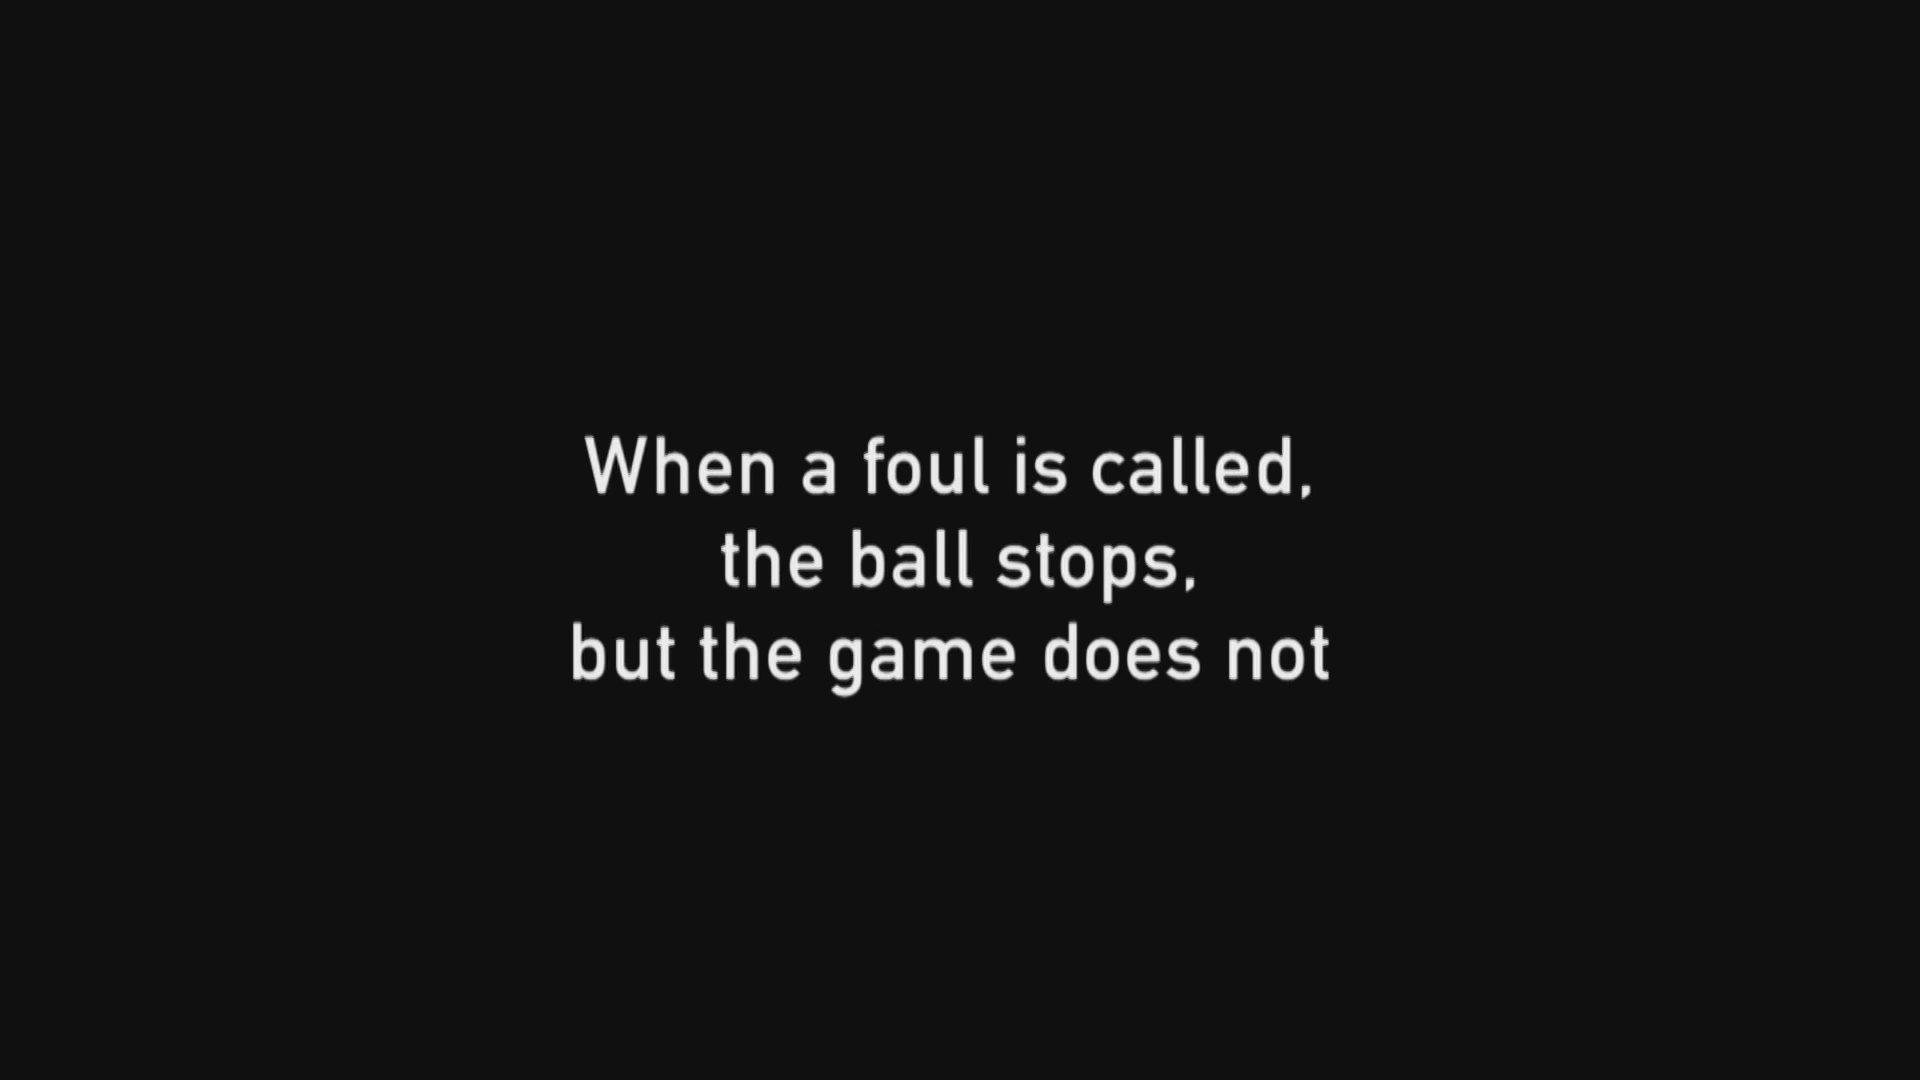 When a foul is called,
the ball stops,
but the game does not